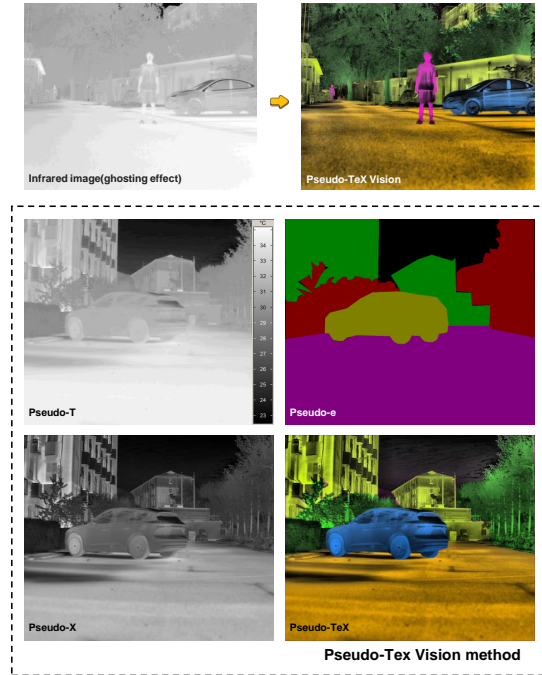 Infrared image(ghosting effect)
Pseudo-TeX Vision
°C
34
33
32
31
30
29
28
27
26
25
24
23
Pseudo-T
Pseudo-e
Pseudo-X
Pseudo-TeX
Pseudo-Tex Vision method